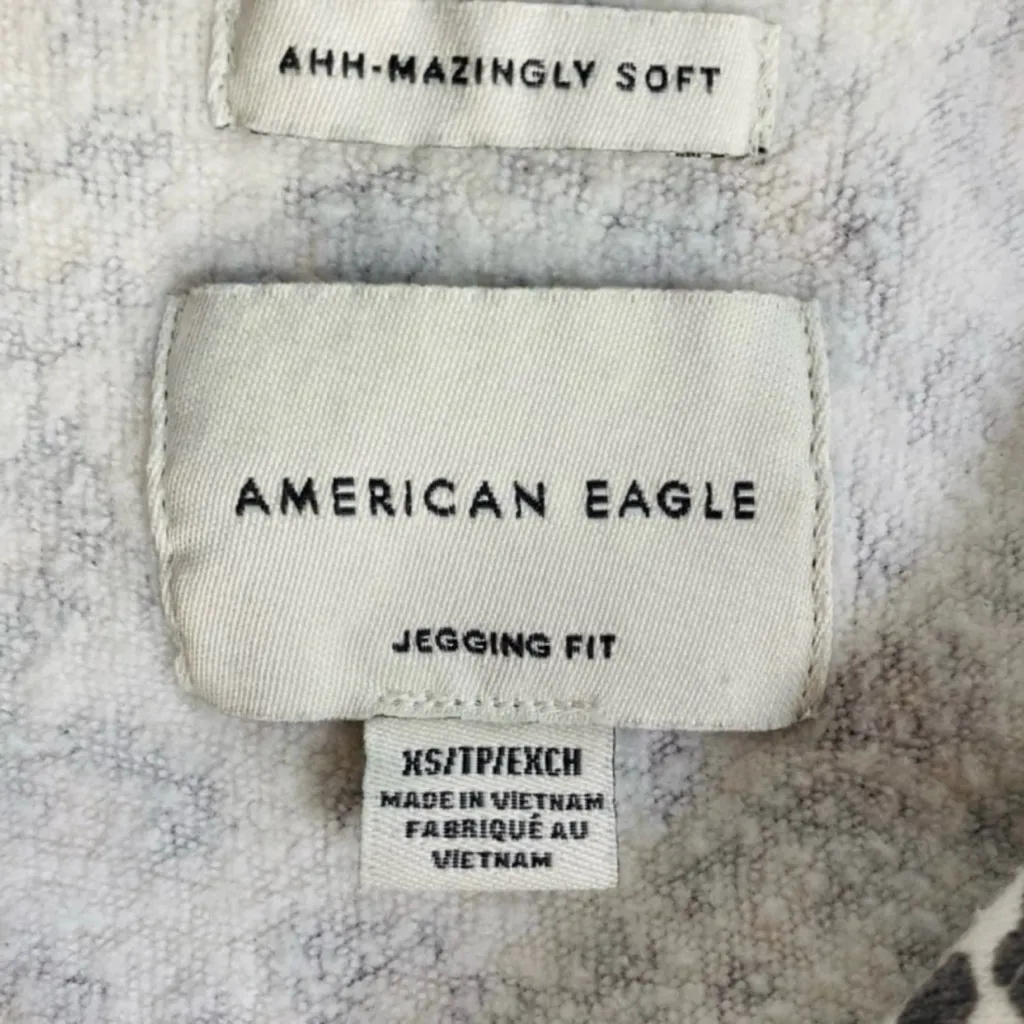 AHH-MAZINGLY SOFT
AMERICAN EAGLE
JEGGING FIT
XS/TP/EXCH
MADE IN VIETNAM
FABRIQUÉ AU
VIETNAM